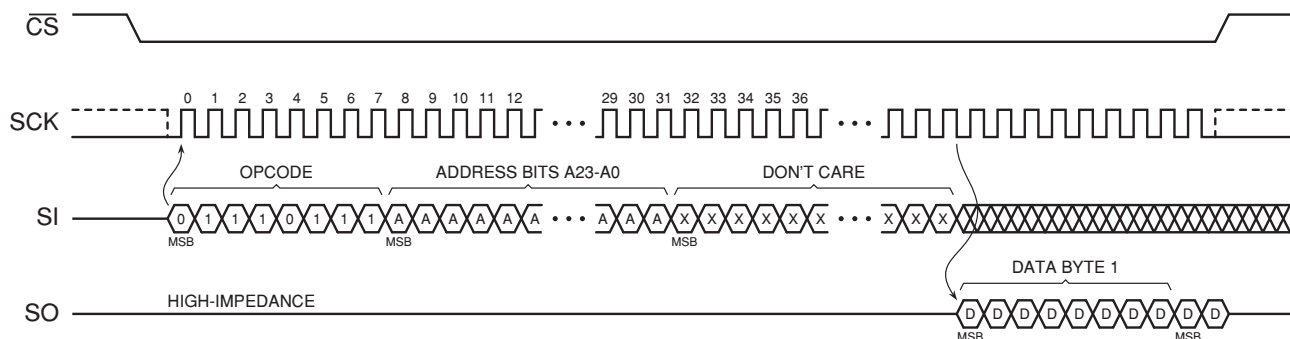 CS
0 1 2 3 4 5 6 7 8 9 10 11 12 29 30 31 32 33 34 35 36
SCK
OPCODE ADDRESS BITS A23-A0 DON'T CARE
SI 0 1 1 1 0 1 1 1 A A A A A A A A A X X X X X X X X X
MSB MSB MSB
DATA BYTE 1
HIGH-IMPEDANCE
SO D D D D D D D D D D
MSB MSB